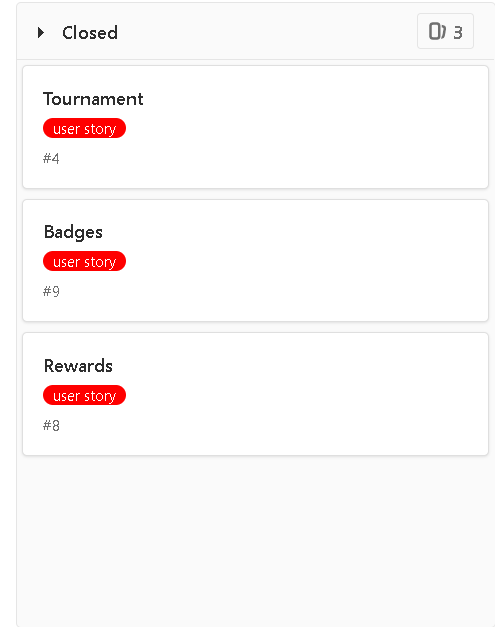 Closed 3
Tournament
user story
#4
Badges
user story
#9
Rewards
user story
#8